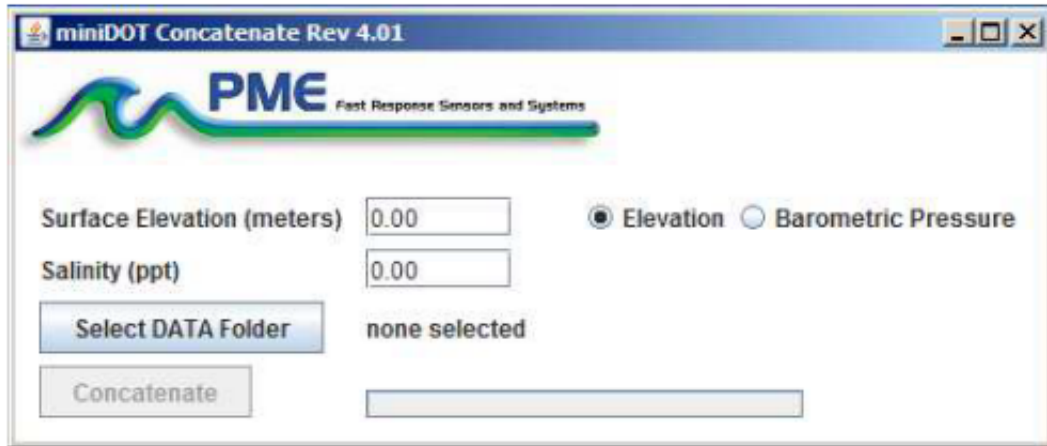 miniDOT Concatenate Rev 4.01
PME Fast Response Sensors and Systems
Surface Elevation (meters) 0.00 Elevation Barometric Pressure
Salinity (ppt) 0.00
Select DATA Folder none selected
Concatenate